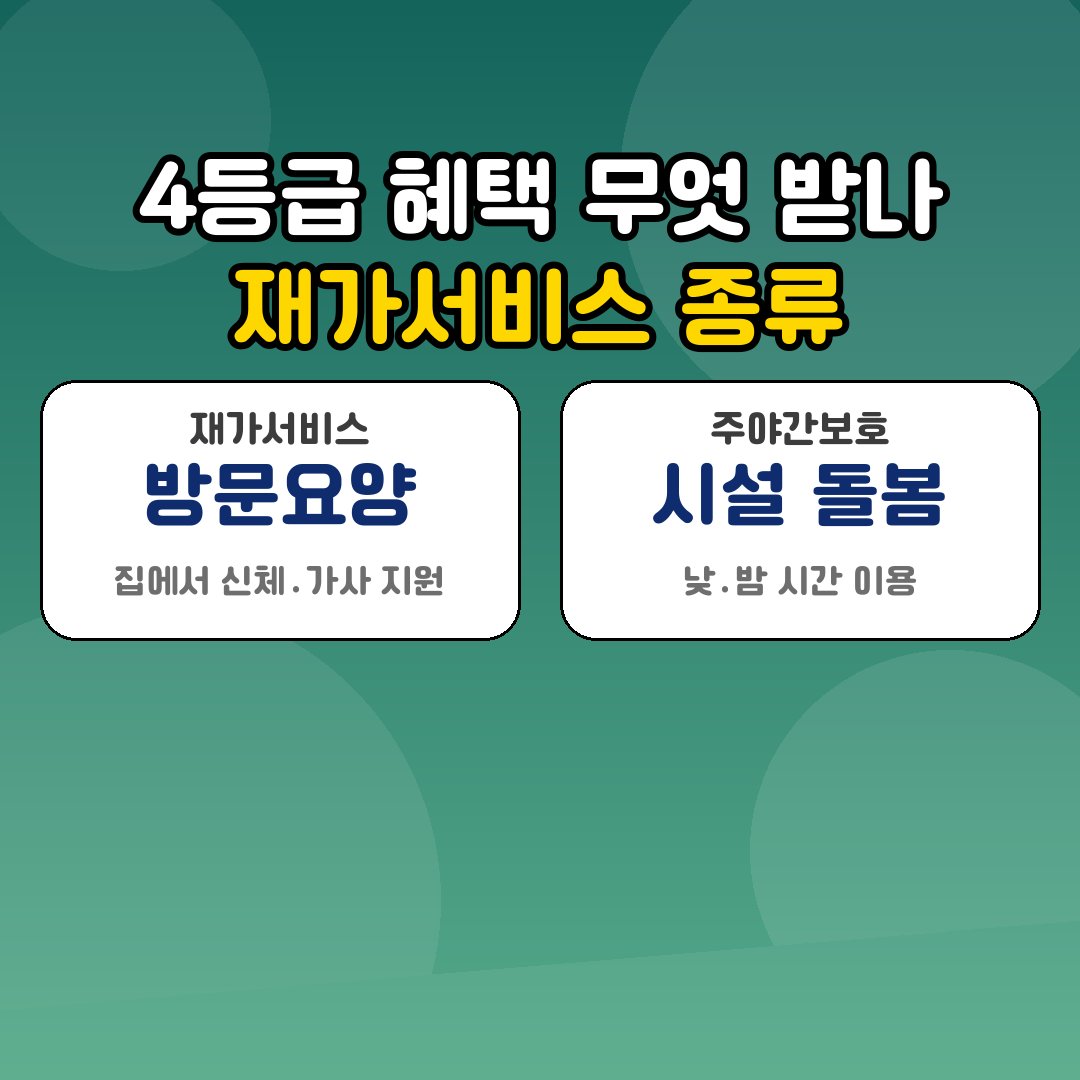 4등급 혜택 무엇 받나
재가서비스 종류
재가서비스
방문요양
집에서 신체·가사 지원
주야간보호
시설 돌봄
낮·밤 시간 이용